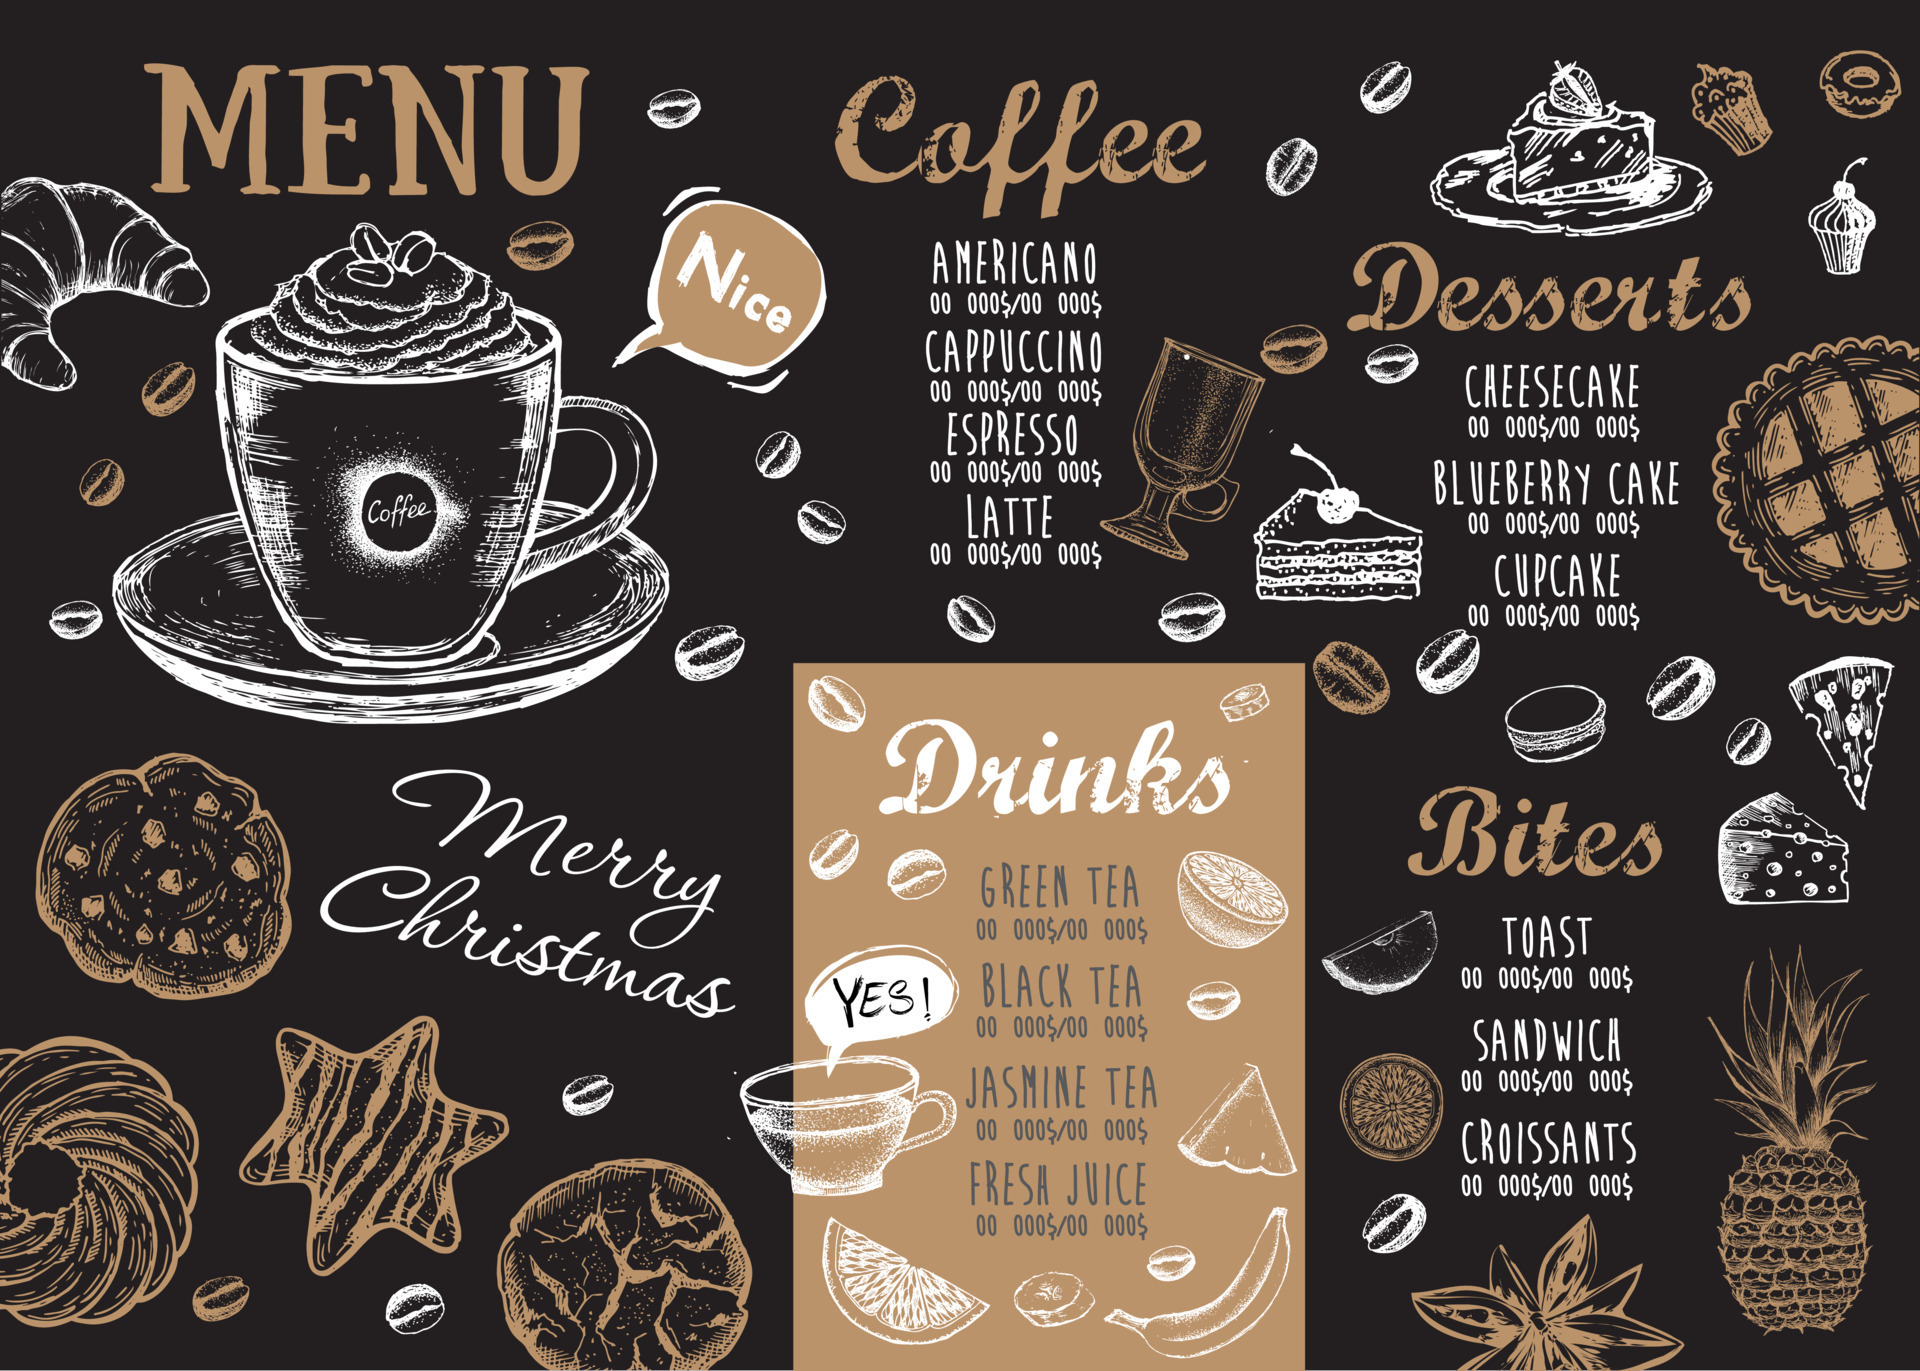 MENU
Nice
Coffee
Merry
Christmas
Coffee
AMERICANO
00 000$/00 000$
CAPPUCCINO
00 000$/00 000$
ESPRESSO
00 000$/00 000$
LATTE
00 000$/00 000$
Desserts
CHEESECAKE
00 000$/00 000$
BLUEBERRY CAKE
00 000$/00 000$
CUPCAKE
00 000$/00 000$
Drinks
GREEN TEA
00 000$/00 000$
BLACK TEA
00 000$/00 000$
JASMINE TEA
00 000$/00 000$
FRESH JUICE
00 000$/00 000$
YES!
Bites
TOAST
00 000$/00 000$
SANDWICH
00 000$/00 000$
CROISSANTS
00 000$/00 000$